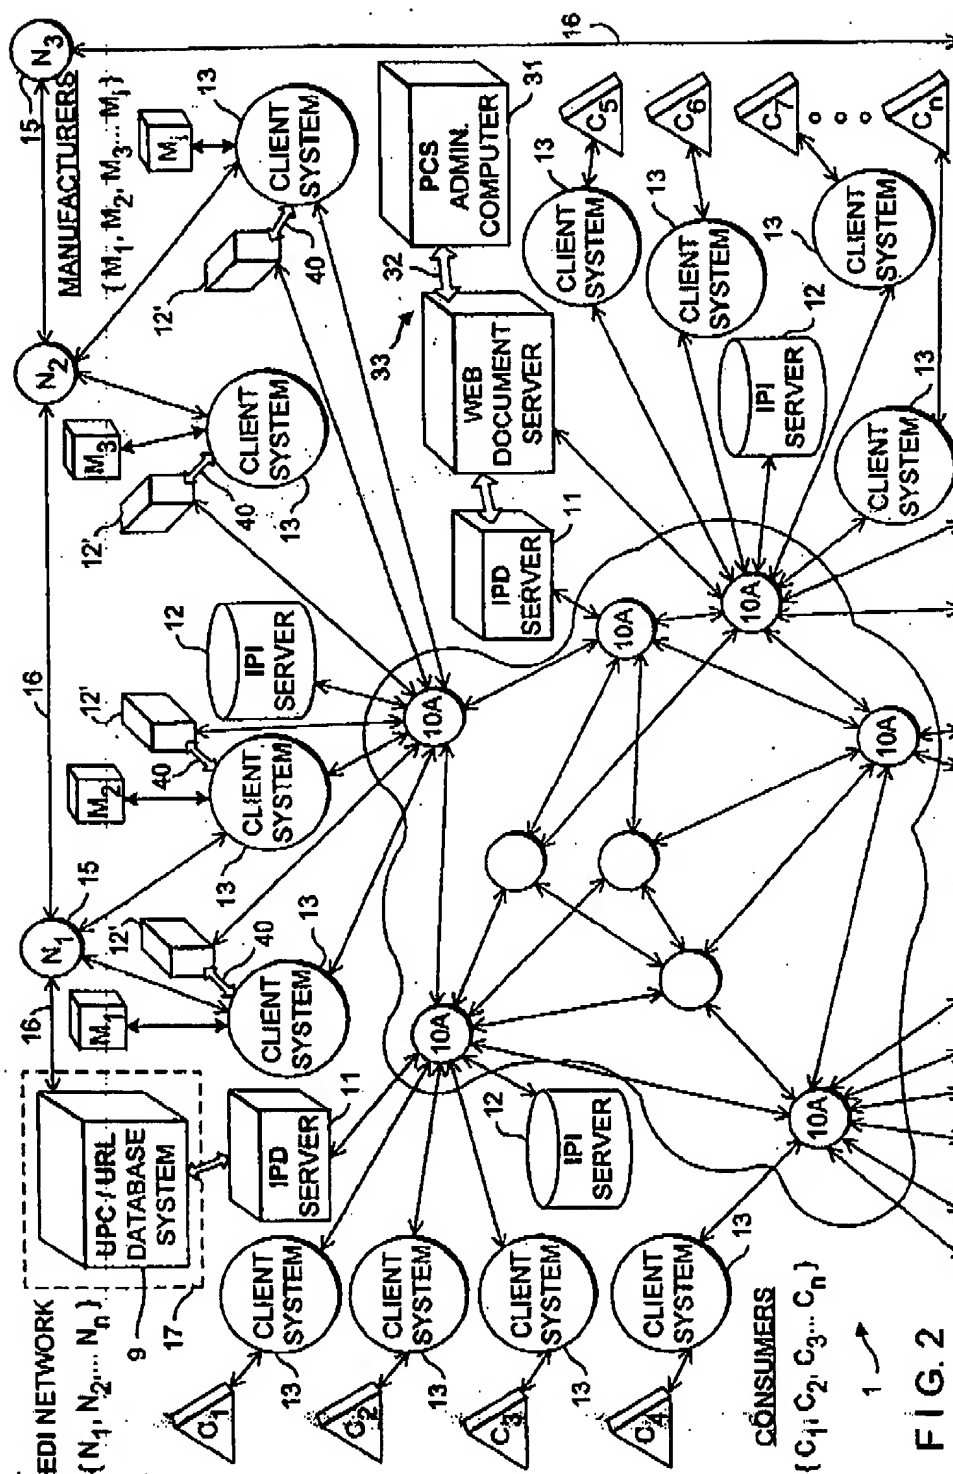 EDI NETWORK
{ N1, N2,... Nn }
9
17
UPC / URL
DATABASE
SYSTEM
16
N1
15
16
N2
15
N3
16
MANUFACTURERS
{ M1, M2, M3... Mi }
M1
12'
40
CLIENT
SYSTEM
13
M2
12'
40
CLIENT
SYSTEM
13
12
IPI
SERVER
M3
12'
40
CLIENT
SYSTEM
13
Mi
13
12'
40
CLIENT
SYSTEM
IPD
SERVER
11
10A
10A
12
IPI
SERVER
IPD
SERVER
11
WEB
DOCUMENT
SERVER
33
32
PCS
ADMIN.
COMPUTER
31
10A
10A
10A
10A
IPI
SERVER
12
C1
13
CLIENT
SYSTEM
C2
13
CLIENT
SYSTEM
C3
13
CLIENT
SYSTEM
C4
13
CLIENT
SYSTEM
CLIENT
SYSTEM
13
C5
CLIENT
SYSTEM
13
C6
CLIENT
SYSTEM
13
C7
CLIENT
SYSTEM
13
Cn
CONSUMERS
{ C1, C2, C3... Cn }
1
FIG. 2